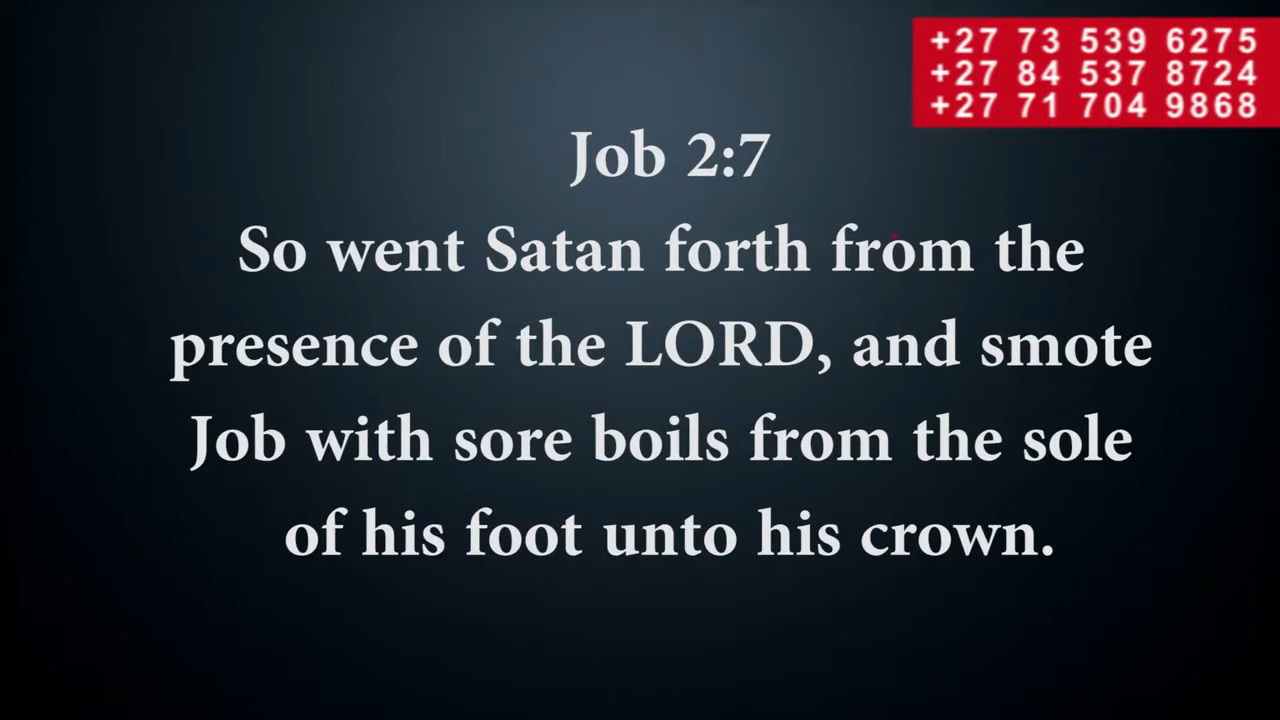 +27 73 539 6275
+27 84 537 8724
+27 71 704 9868
Job 2:7
So went Satan forth from the
presence of the LORD, and smote
Job with sore boils from the sole
of his foot unto his crown.